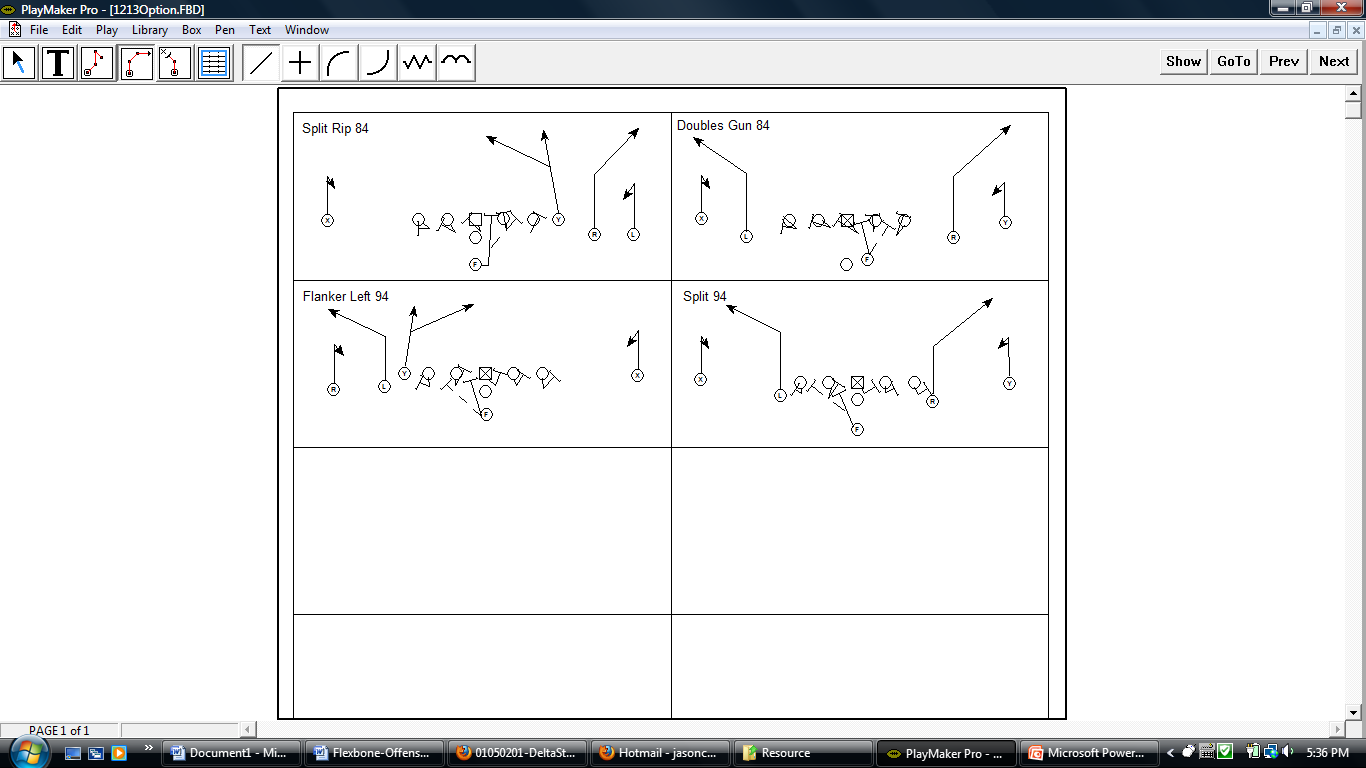 PlayMaker Pro - [1213Option.FBD]
File Edit Play Library Box Pen Text Window
T
Show GoTo Prev Next
Split Rip 84
X Y R L F
Doubles Gun 84
X L R Y F
Flanker Left 94
R L Y X F
Split 94
X L R Y F
PAGE 1 of 1
Document1 - Mi... Flexbone-Offens... 01050201-DeltaSt... Hotmail - jasonc... Resource PlayMaker Pro - ... Microsoft Power... 5:36 PM